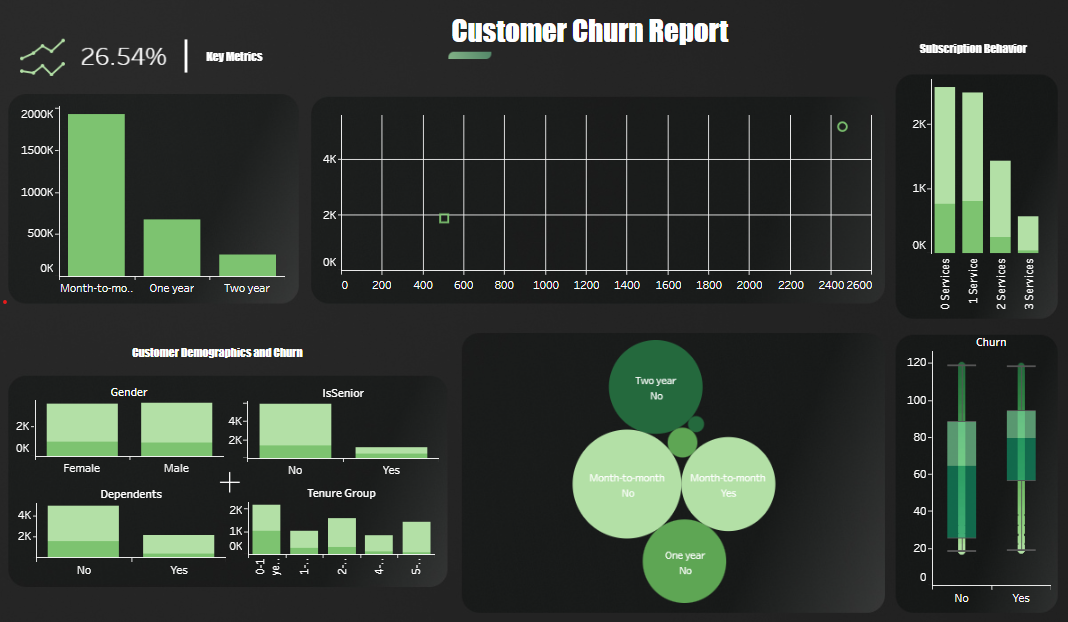 Customer Churn Report
26.54%
Key Metrics
Subscription Behavior
2000K
1500K
1000K
500K
0K
Month-to-mo..
One year
Two year
4K
2K
0K
0
200
400
600
800
1000
1200
1400
1600
1800
2000
2200
2400
2600
2K
1K
0K
0 Services
1 Service
2 Services
3 Services
Customer Demographics and Churn
Gender
2K
0K
Female
Male
IsSenior
4K
2K
No
Yes
Dependents
4K
2K
No
Yes
Tenure Group
2K
1K
0K
0-1
ye..
1-..
2-..
4-..
5-..
Two year
No
Month-to-month
No
Month-to-month
Yes
One year
No
Churn
120
100
80
60
40
20
0
No
Yes